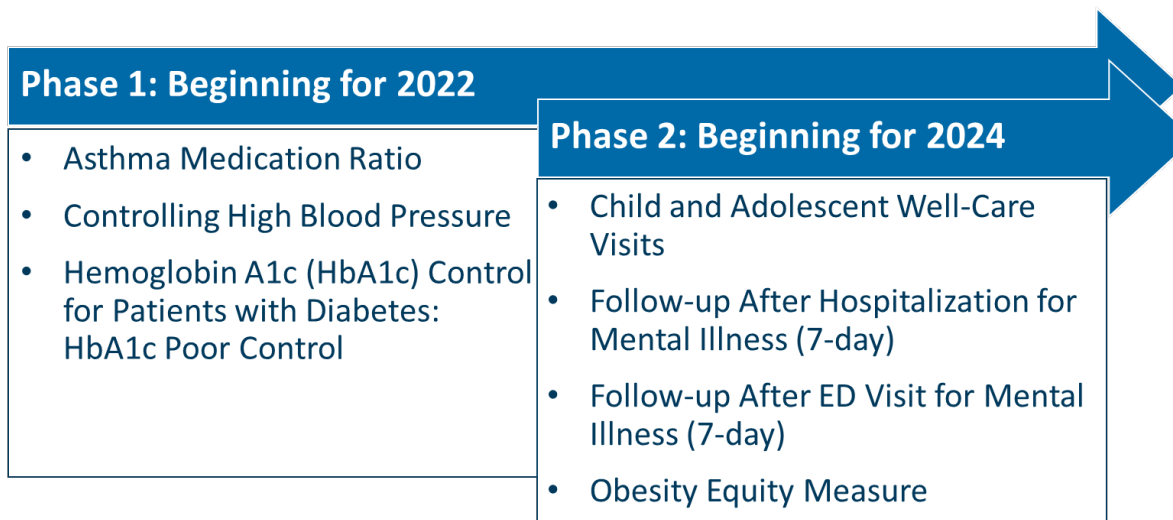 Phase 1: Beginning for 2022
• Asthma Medication Ratio
• Controlling High Blood Pressure
• Hemoglobin A1c (HbA1c) Control
for Patients with Diabetes:
HbA1c Poor Control
Phase 2: Beginning for 2024
• Child and Adolescent Well-Care
Visits
• Follow-up After Hospitalization for
Mental Illness (7-day)
• Follow-up After ED Visit for Mental
Illness (7-day)
• Obesity Equity Measure